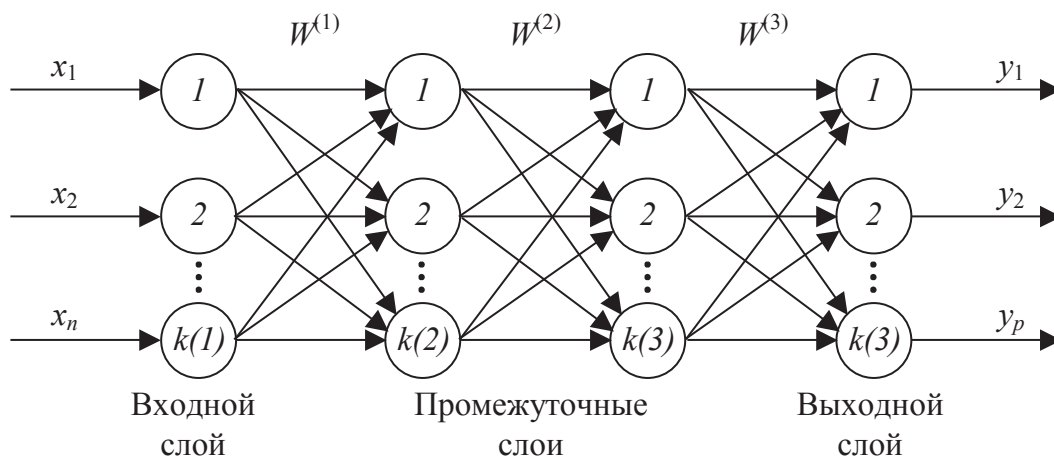 W(1) W(2) W(3)
x1 1 1 1 1 y1
x2 2 2 2 2 y2
xn k(1) k(2) k(3) k(3) yp
Входной Промежуточные Выходной
слой слои слой